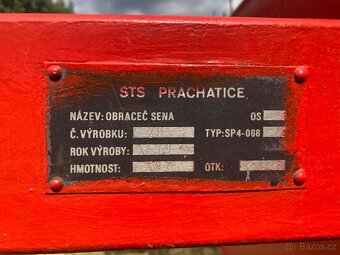 STS PRACHATICE
NÁZEV: OBRACEČ SENA OS
Č. VÝROBKU: TYP: SP4-066
ROK VÝROBY:
HMOTNOST: OTK:
Bazos.cz